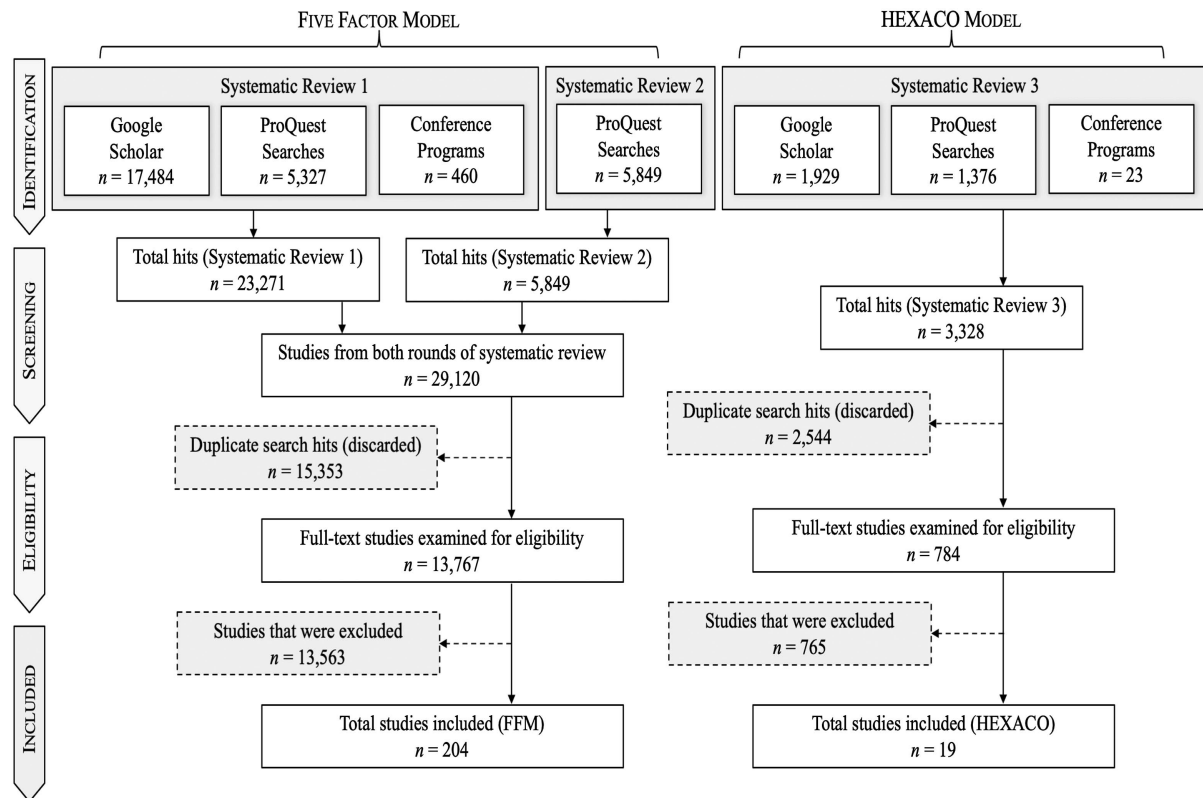 FIVE FACTOR MODEL
HEXACO MODEL
IDENTIFICATION
Systematic Review 1
Google
Scholar
n = 17,484
ProQuest
Searches
n = 5,327
Conference
Programs
n = 460
Systematic Review 2
ProQuest
Searches
n = 5,849
Systematic Review 3
Google
Scholar
n = 1,929
ProQuest
Searches
n = 1,376
Conference
Programs
n = 23
SCREENING
Total hits (Systematic Review 1)
n = 23,271
Total hits (Systematic Review 2)
n = 5,849
Total hits (Systematic Review 3)
n = 3,328
Studies from both rounds of systematic review
n = 29,120
Duplicate search hits (discarded)
n = 15,353
Duplicate search hits (discarded)
n = 2,544
ELIGIBILITY
Full-text studies examined for eligibility
n = 13,767
Full-text studies examined for eligibility
n = 784
Studies that were excluded
n = 13,563
Studies that were excluded
n = 765
INCLUDED
Total studies included (FFM)
n = 204
Total studies included (HEXACO)
n = 19